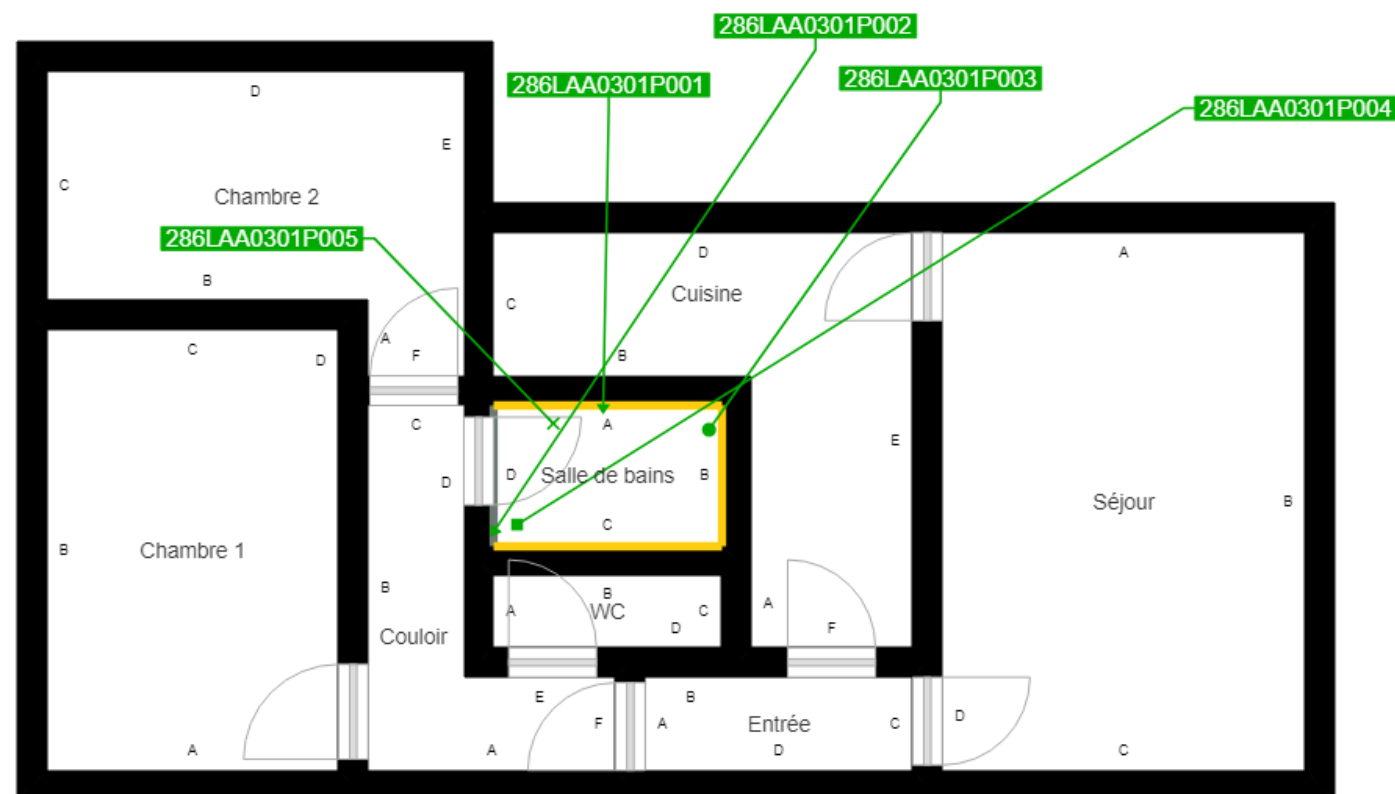 286LAA0301P002
286LAA0301P001
286LAA0301P003
286LAA0301P004
D
E
C
Chambre 2
B
286LAA0301P005
A
F
D
C
Cuisine
B
E
A
F
A
B
Séjour
D
C
C
D
B
Chambre 1
A
C
D
B
Couloir
E
F
A
A
D
Salle de bains
B
C
A
B
WC
C
D
B
A
Entrée
C
D